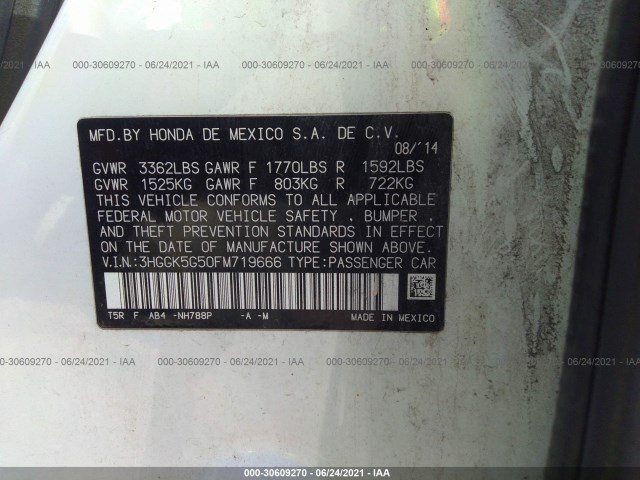 000-30609270 - 06/24/2021 - IAA 000-30609270 - 06/24/2021 - IAA 000-30609270 - 06/24/2021 - IAA
MFD.BY HONDA DE MEXICO S.A. DE C.V.
08/'14
GVWR 3362LBS GAWR F 1770LBS R 1592LBS
GVWR 1525KG GAWR F 803KG R 722KG
THIS VEHICLE CONFORMS TO ALL APPLICABLE
FEDERAL MOTOR VEHICLE SAFETY , BUMPER ,
AND THEFT PREVENTION STANDARDS IN EFFECT
ON THE DATE OF MANUFACTURE SHOWN ABOVE.
V.I.N.:3HGGK5G50FM719666 TYPE:PASSENGER CAR
T5R F AB4 -NH788P -A -M MADE IN MEXICO
000-30609270 - 06/24/2021 - IAA 000-30609270 - 06/24/2021 - IAA 000-30609270 - 06/24/2021 - IAA
000-30609270 - 06/24/2021 - IAA